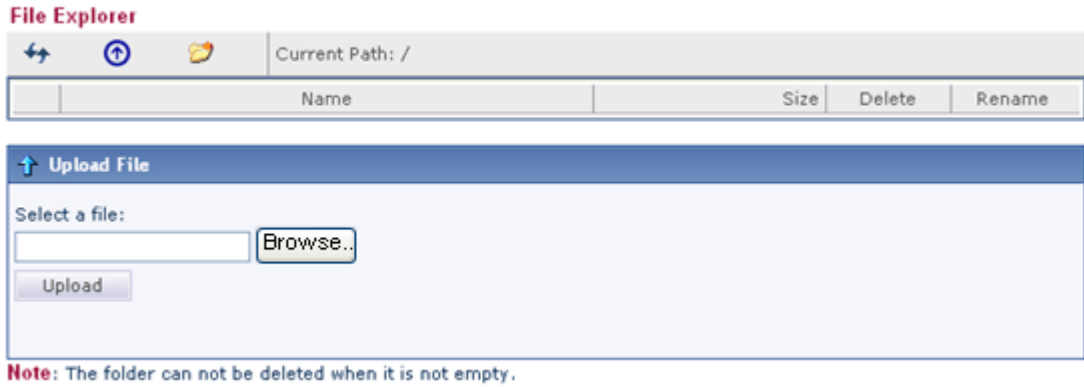 File Explorer
Current Path: /
Name Size Delete Rename
Upload File
Select a file:
Browse..
Upload
Note: The folder can not be deleted when it is not empty.